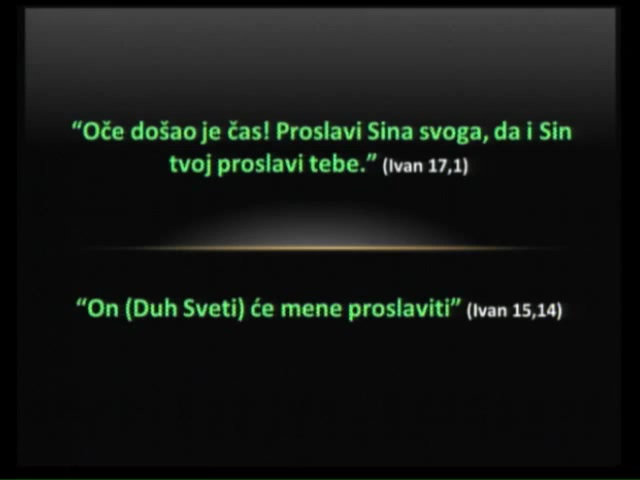 “Oče došao je čas! Proslavi Sina svoga, da i Sin
tvoj proslavi tebe.” (Ivan 17,1)
“On (Duh Sveti) će mene proslaviti” (Ivan 15,14)